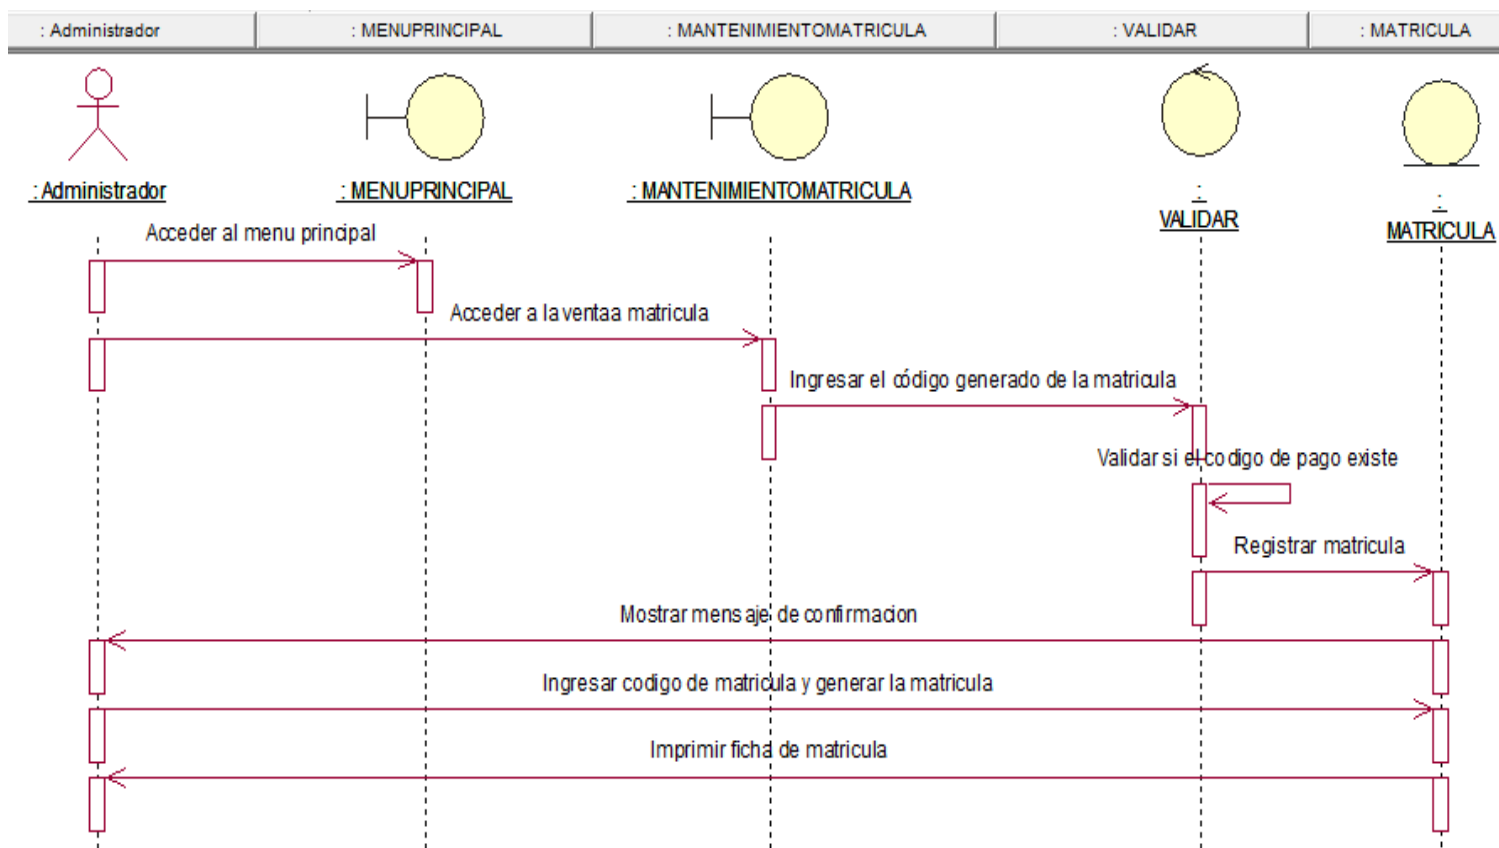 : Administrador
: MENUPRINCIPAL
: MANTENIMIENTOMATRICULA
: VALIDAR
: MATRICULA
: Administrador
: MENUPRINCIPAL
: MANTENIMIENTOMATRICULA
:
VALIDAR
:
MATRICULA
Acceder al menu principal
Acceder a la ventaa matricula
Ingresar el código generado de la matricula
Validar si el codigo de pago existe
Registrar matricula
Mostrar mensaje de confirmacion
Ingresar codigo de matricula y generar la matricula
Imprimir ficha de matricula